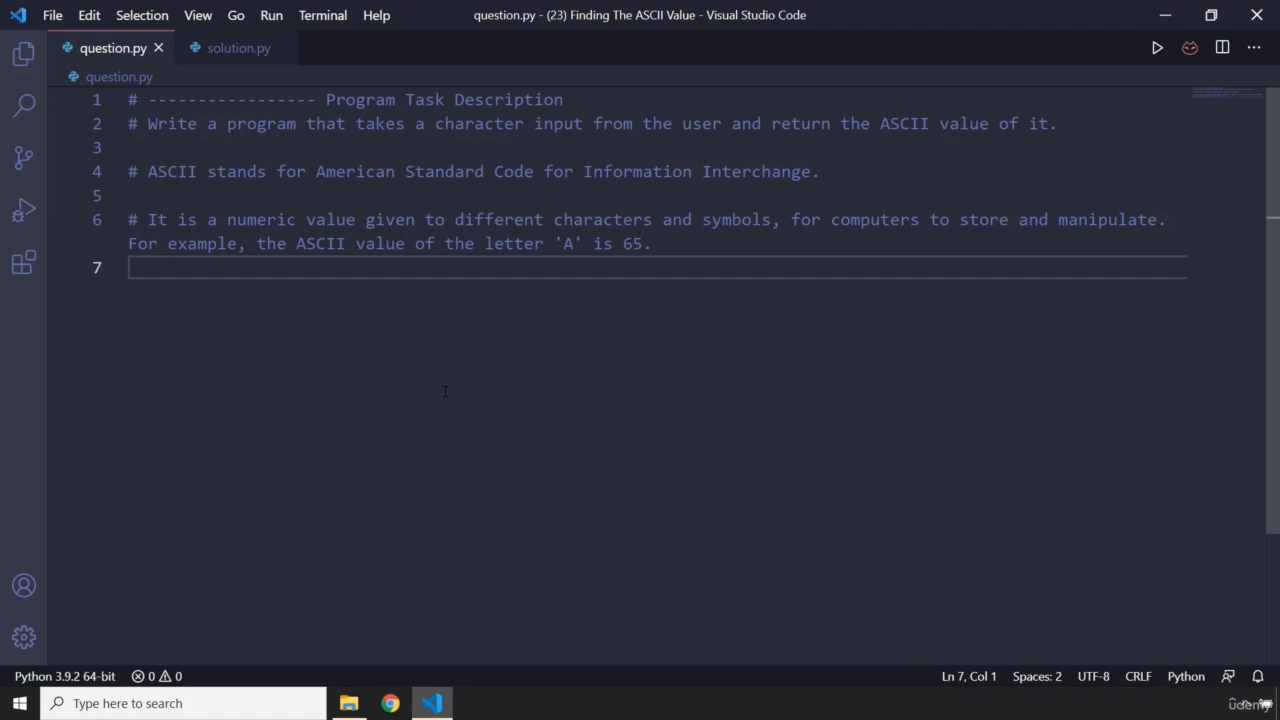 File Edit Selection View Go Run Terminal Help question.py - (23) Finding The ASCII Value - Visual Studio Code
question.py solution.py
question.py
1 # ----------------- Program Task Description
2 # Write a program that takes a character input from the user and return the ASCII value of it.
3
4 # ASCII stands for American Standard Code for Information Interchange.
5
6 # It is a numeric value given to different characters and symbols, for computers to store and manipulate.
For example, the ASCII value of the letter 'A' is 65.
7
Python 3.9.2 64-bit 0 0 Ln 7, Col 1 Spaces: 2 UTF-8 CRLF Python
Type here to search
udemy